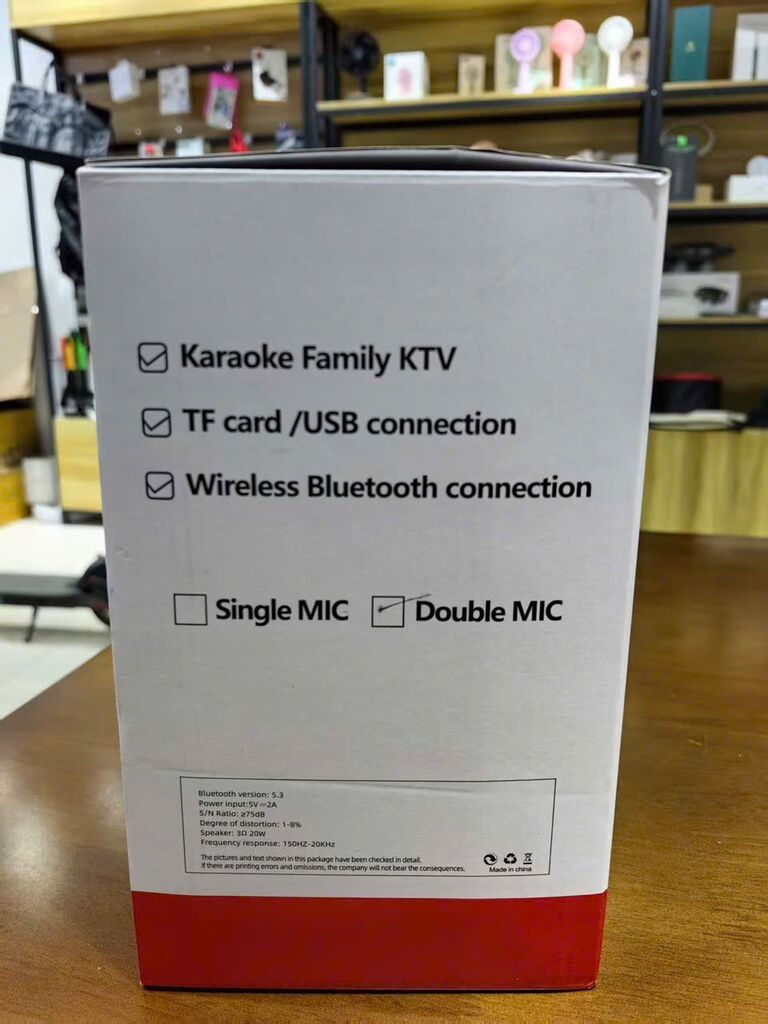 Karaoke Family KTV
TF card /USB connection
Wireless Bluetooth connection
Single MIC Double MIC
Bluetooth version: 5.3
Power input:5V⎓2A
S/N Ratio: ≥75dB
Degree of distortion: 1-8%
Speaker: 3Ω 20W
Frequency response: 150HZ-20KHz
The pictures and text shown in this package have been checked in detail.
If there are printing errors and omissions, the company will not bear the consequences.
Made in china